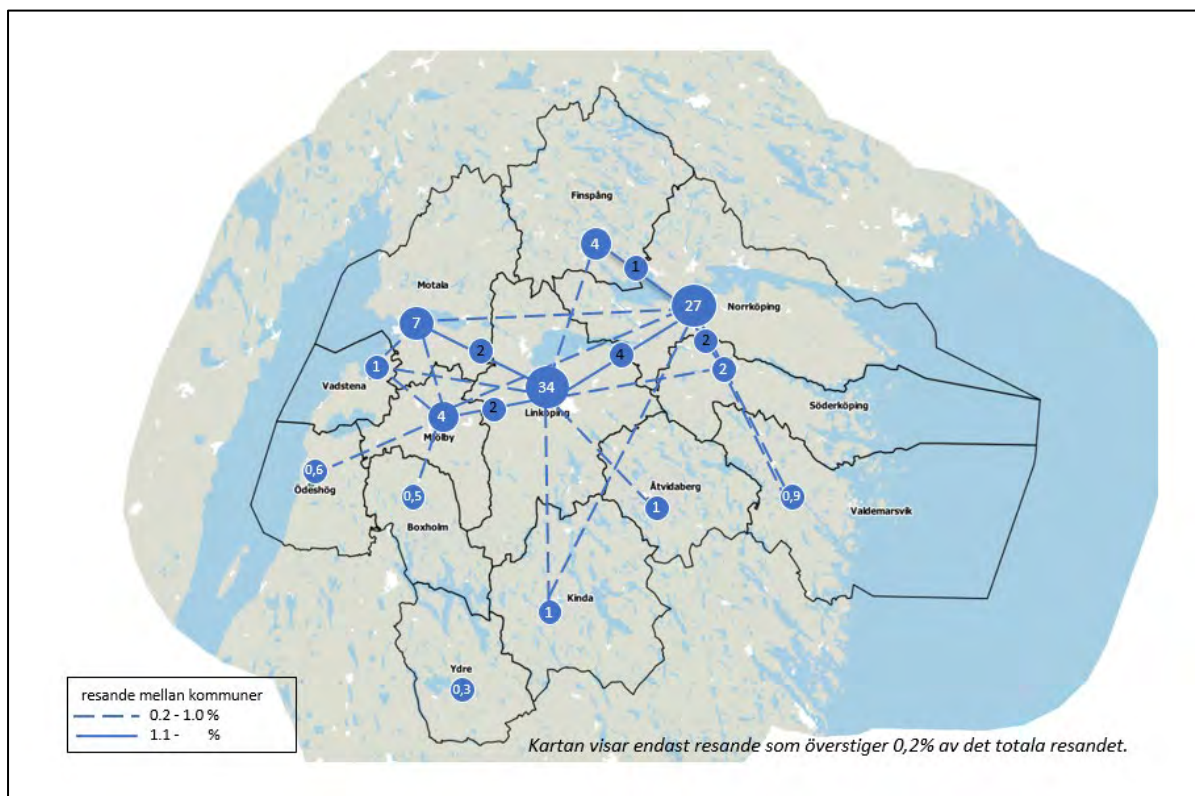 Finspång
4
1
Motala
27
Norrköping
7
2
2
4
2
Vadstena
1
34
Linköping
Söderköping
4
2
Mjölby
0,6
Ödeshög
0,5
Boxholm
Åtvidaberg
1
0,9
Valdemarsvik
Kinda
1
Ydre
0,3
resande mellan kommuner
0.2 - 1.0 %
1.1 - %
Kartan visar endast resande som överstiger 0,2% av det totala resandet.